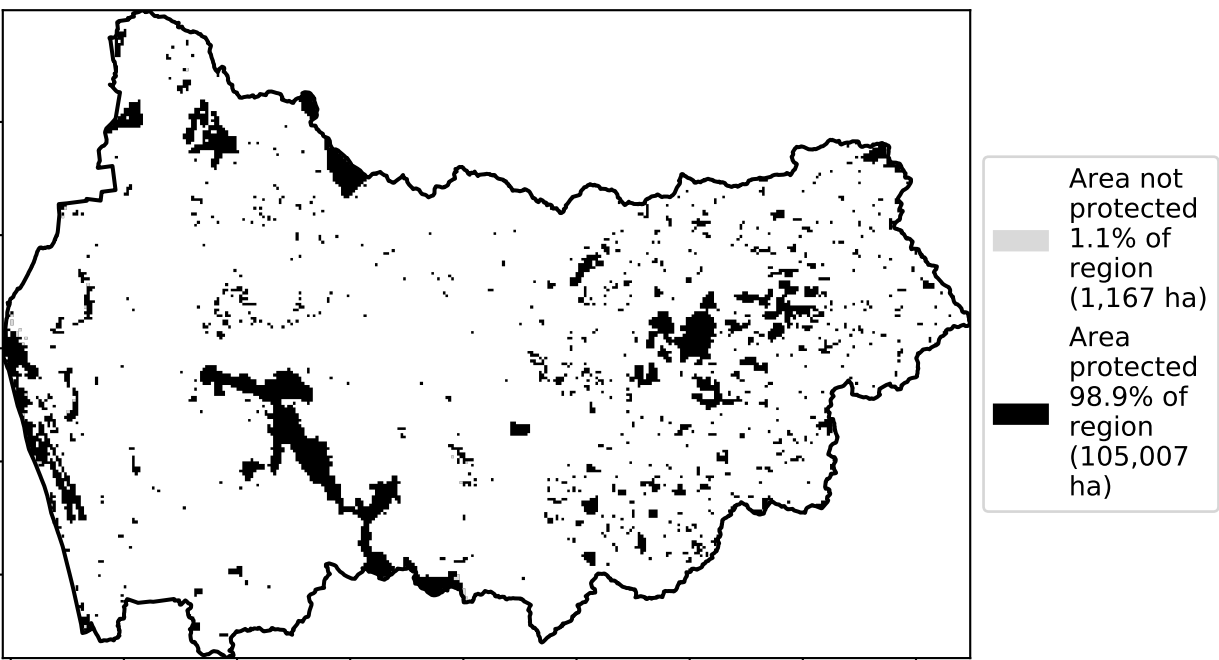 Area not
protected
1.1% of
region
(1,167 ha)
Area
protected
98.9% of
region
(105,007
ha)